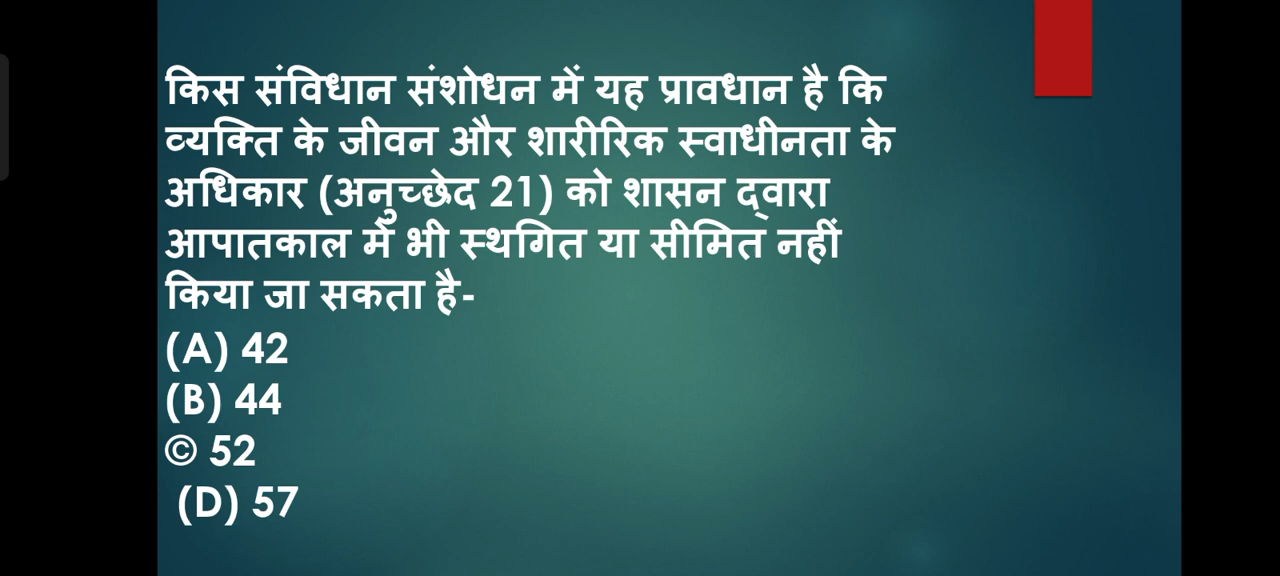 किस संविधान संशोधन में यह प्रावधान है कि
व्यक्ति के जीवन और शारीरिक स्वाधीनता के
अधिकार (अनुच्छेद 21) को शासन द्वारा
आपातकाल में भी स्थगित या सीमित नहीं
किया जा सकता है-
(A) 42
(B) 44
© 52
(D) 57